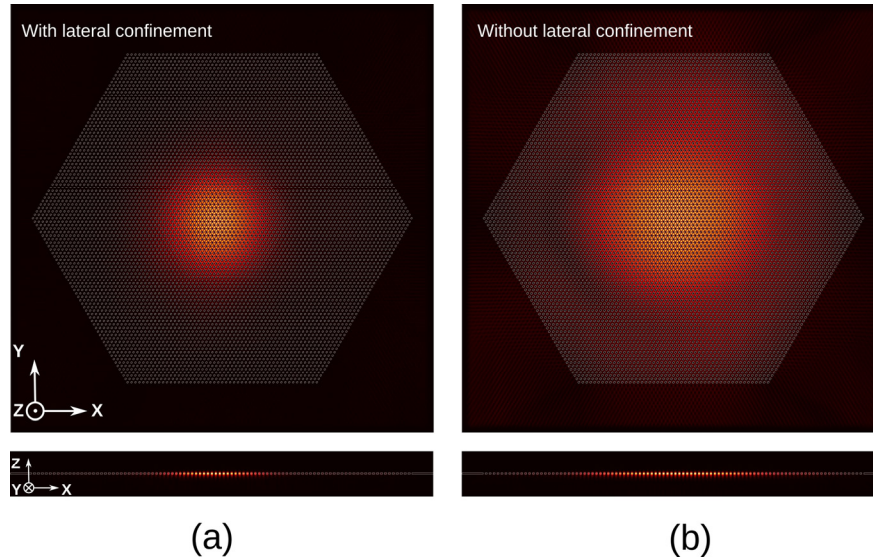 With lateral confinement
Without lateral confinement
Y
Z X
Z
Y X
(a)
(b)